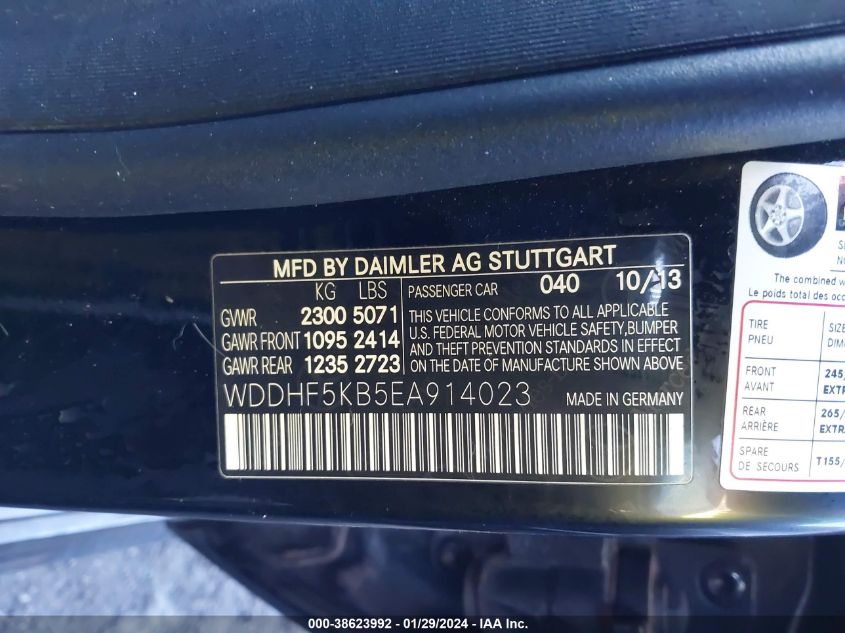 MFD BY DAIMLER AG STUTTGART
KG LBS
GVWR 2300 5071
GAWR FRONT 1095 2414
GAWR REAR 1235 2723
PASSENGER CAR 040 10/13
THIS VEHICLE CONFORMS TO ALL APPLICABLE
U.S. FEDERAL MOTOR VEHICLE SAFETY,BUMPER
AND THEFT PREVENTION STANDARDS IN EFFECT
ON THE DATE OF MANUFACTURE SHOWN ABOVE
WDDHF5KB5EA914023 MADE IN GERMANY
The combined w
Le poids total des occ
TIRE SIZE
PNEU DIM
FRONT 245/
AVANT EXTR
REAR 265/
ARRIÈRE EXTR
SPARE T155/
DE SECOURS
000-38623992 - 01/29/2024 - IAA Inc.